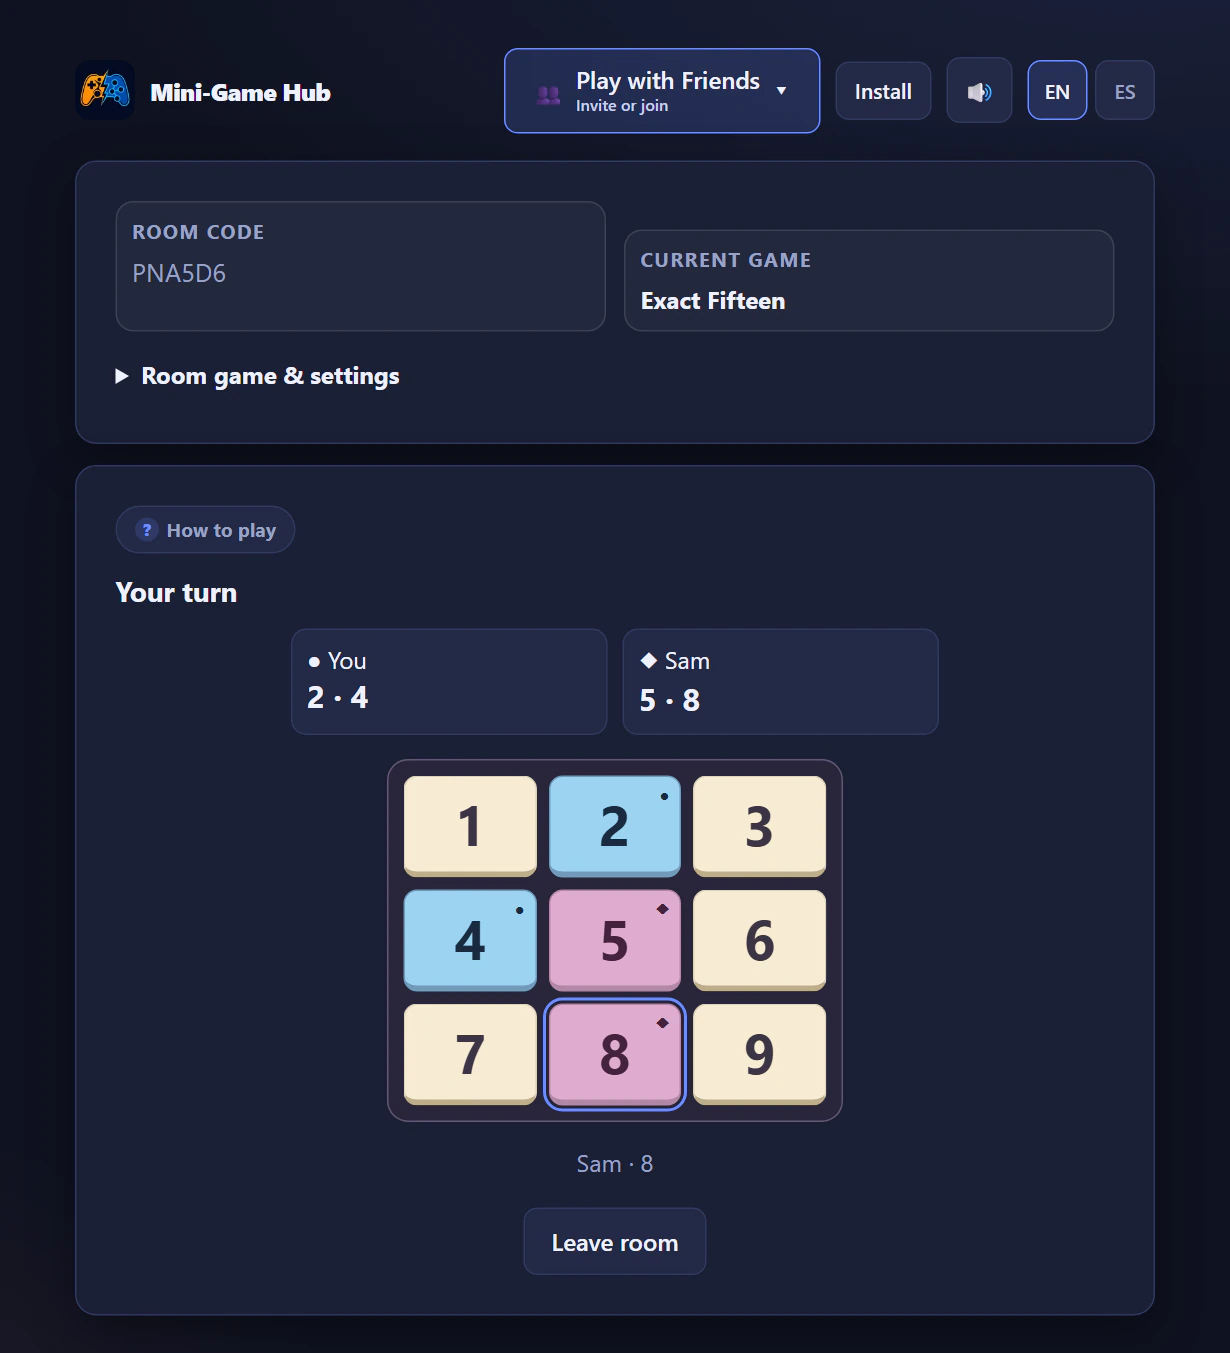 Mini-Game Hub
Play with Friends ▼
Invite or join
Install
EN
ES
ROOM CODE
PNA5D6
CURRENT GAME
Exact Fifteen
▶ Room game & settings
? How to play
Your turn
● You
2 · 4
◆ Sam
5 · 8
1
2 •
3
4 •
5 ◆
6
7
8 ◆
9
Sam · 8
Leave room